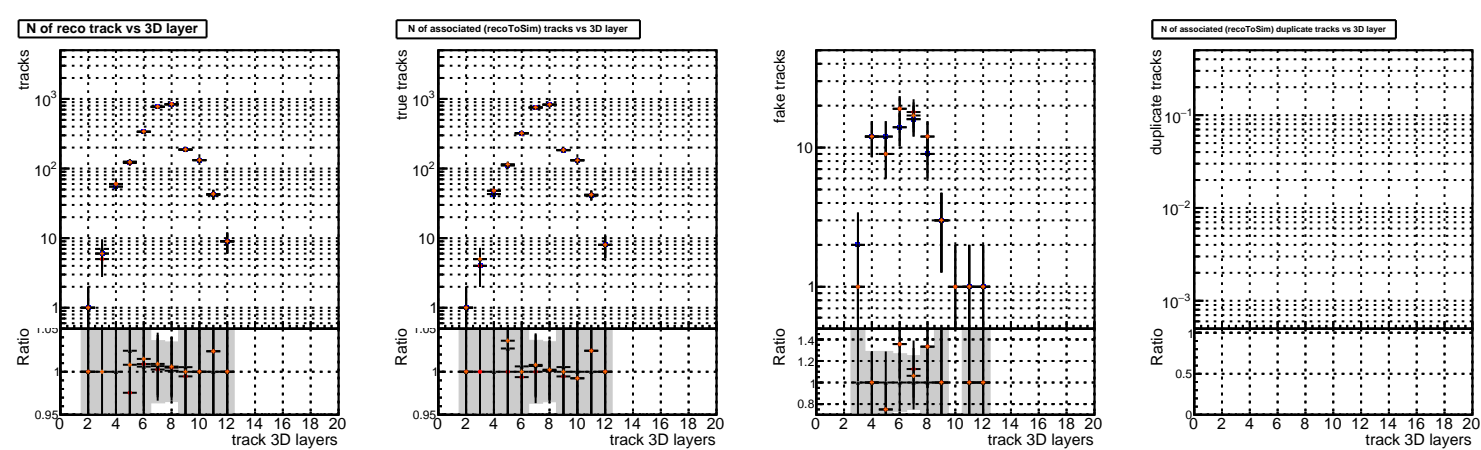 N of reco track vs 3D layer
tracks
10³
10²
10
1
1.05
Ratio
1
0.95
0 2 4 6 8 10 12 14 16 18 20
track 3D layers
N of associated (recoToSim) tracks vs 3D layer
true tracks
10³
10²
10
1
1.05
Ratio
1
0.95
0 2 4 6 8 10 12 14 16 18 20
track 3D layers
fake tracks
10
1
Ratio
1.4
1.2
1
0.8
0 2 4 6 8 10 12 14 16 18 20
track 3D layers
N of associated (recoToSim) duplicate tracks vs 3D layer
duplicate tracks
10⁻¹
10⁻²
10⁻³
Ratio
1
0.5
0
0 2 4 6 8 10 12 14 16 18 20
track 3D layers